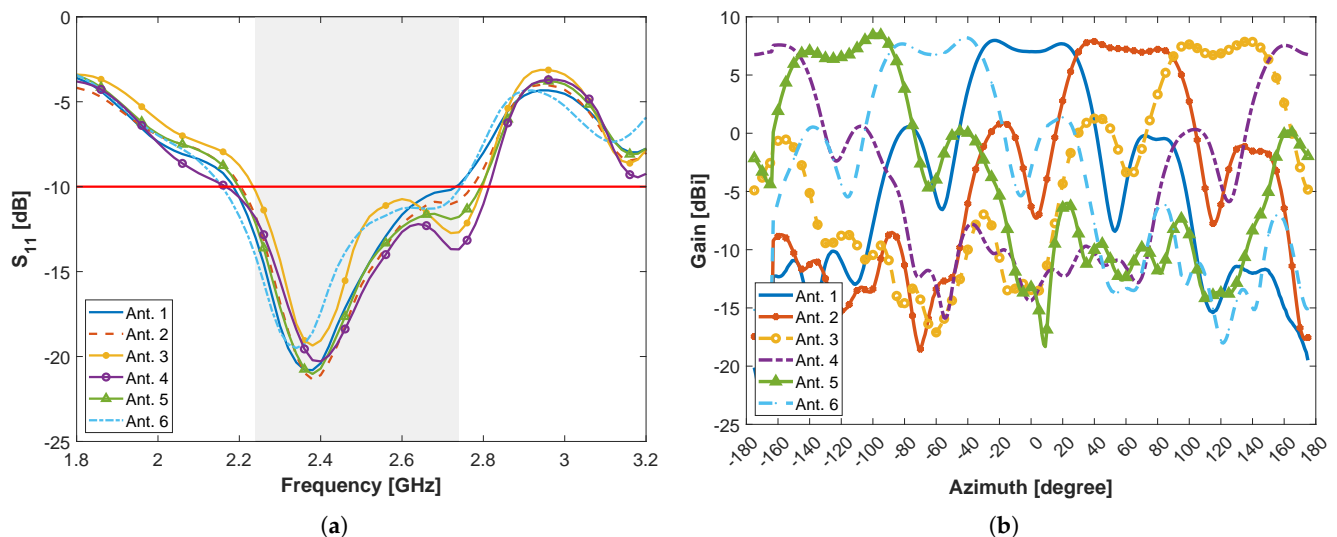 0
-5
-10
-15
-20
-25
S11 [dB]
1.8
2
2.2
2.4
2.6
2.8
3
3.2
Frequency [GHz]
Ant. 1
Ant. 2
Ant. 3
Ant. 4
Ant. 5
Ant. 6
(a)
10
5
0
-5
-10
-15
-20
-25
Gain [dBi]
-180
-160
-140
-120
-100
-80
-60
-40
-20
0
20
40
60
80
100
120
140
160
180
Azimuth [degree]
Ant. 1
Ant. 2
Ant. 3
Ant. 4
Ant. 5
Ant. 6
(b)